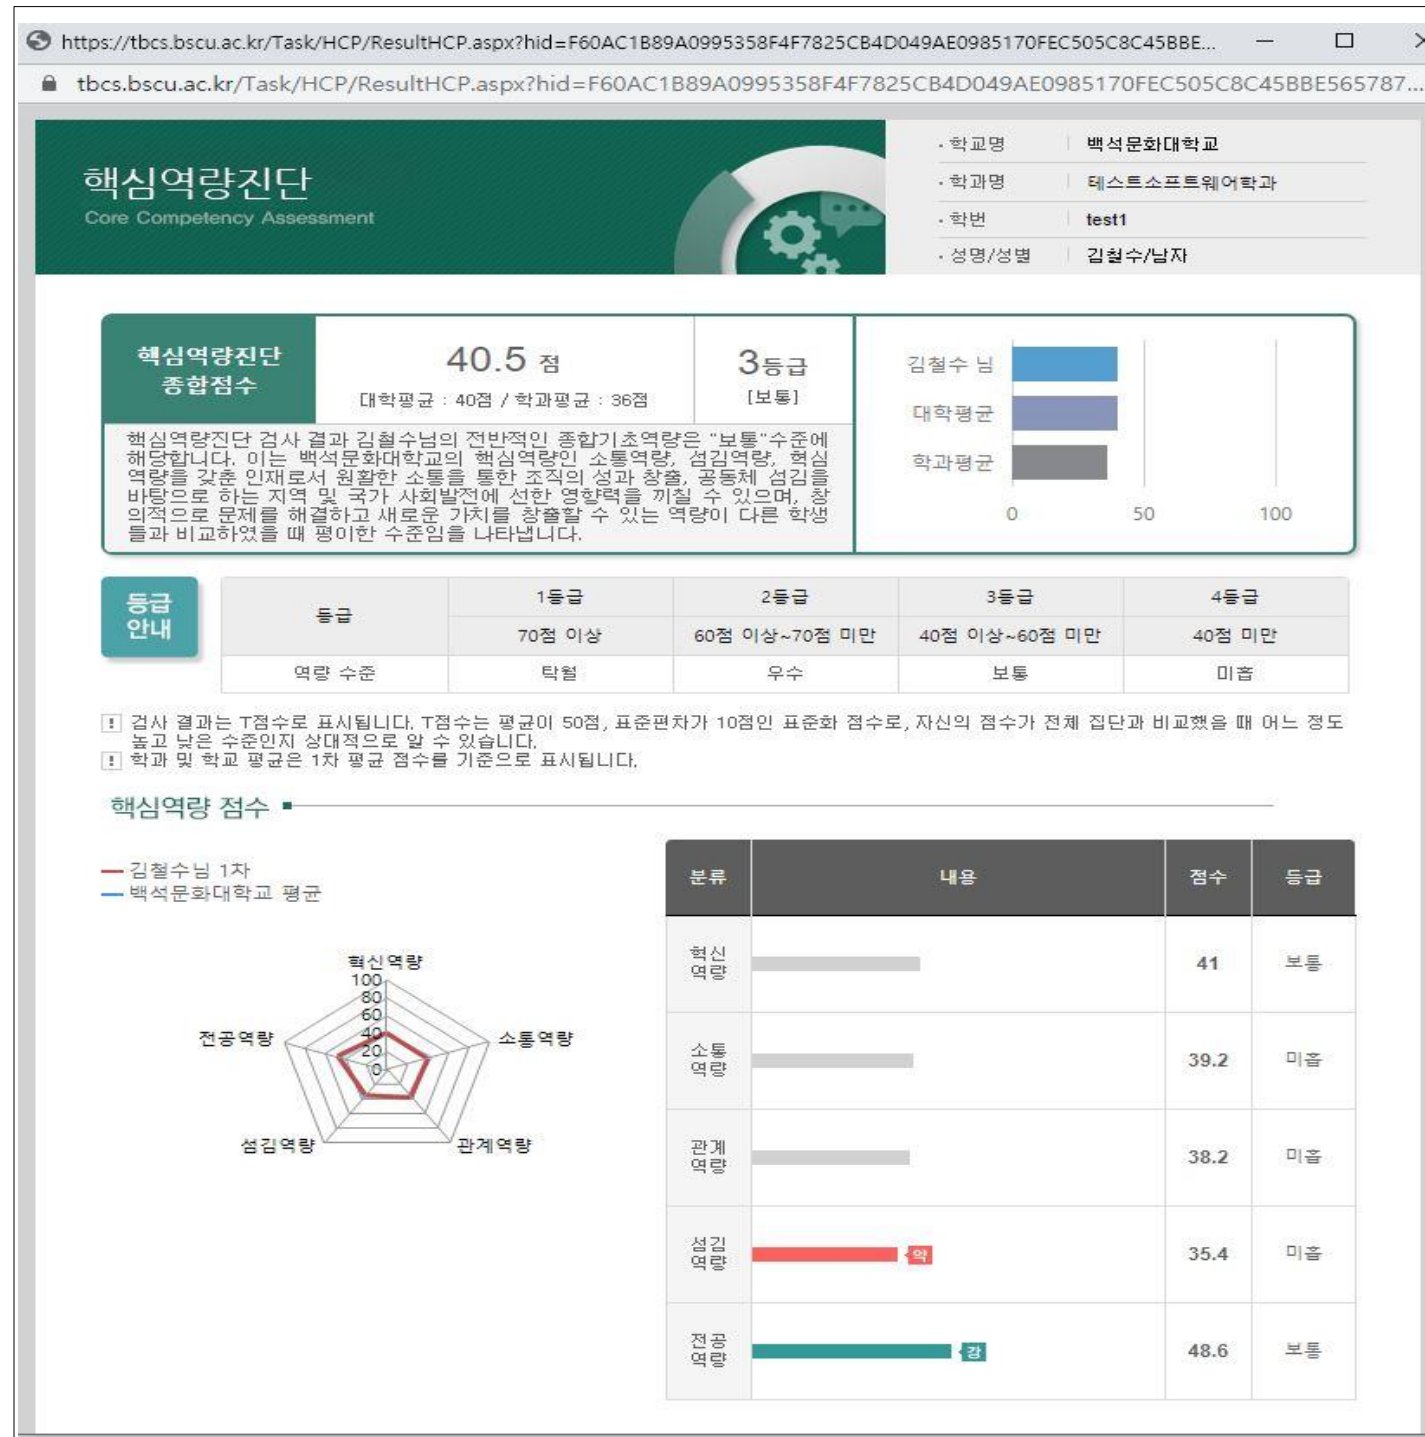 https://tbcs.bscu.ac.kr/Task/HCP/ResultHCP.aspx?hid=F60AC1B89A0995358F4F7825CB4D049AE0985170FEC505C8C45BBE...
tbcs.bscu.ac.kr/Task/HCP/ResultHCP.aspx?hid=F60AC1B89A0995358F4F7825CB4D049AE0985170FEC505C8C45BBE565787...
핵심역량진단
Core Competency Assessment
· 학교명 백석문화대학교
· 학과명 테스트소프트웨어학과
· 학번 test1
· 성명/성별 김철수/남자
핵심역량진단
종합점수
40.5 점
대학평균 : 40점 / 학과평균 : 36점
3등급
[보통]
핵심역량진단 검사 결과 김철수님의 전반적인 종합기초역량은 "보통"수준에
해당합니다. 이는 백석문화대학교의 핵심역량인 소통역량, 섬김역량, 혁심
역량을 갖춘 인재로서 원활한 소통을 통한 조직의 성과 창출, 공동체 섬김을
바탕으로 하는 지역 및 국가 사회발전에 선한 영향력을 끼칠 수 있으며, 창
의적으로 문제를 해결하고 새로운 가치를 창출할 수 있는 역량이 다른 학생
들과 비교하였을 때 평이한 수준임을 나타냅니다.
김철수 님
대학평균
학과평균
0 50 100
등급
안내
등급 1등급 2등급 3등급 4등급
70점 이상 60점 이상~70점 미만 40점 이상~60점 미만 40점 미만
역량 수준 탁월 우수 보통 미흡
! 검사 결과는 T점수로 표시됩니다. T점수는 평균이 50점, 표준편차가 10점인 표준화 점수로, 자신의 점수가 전체 집단과 비교했을 때 어느 정도
높고 낮은 수준인지 상대적으로 알 수 있습니다.
! 학과 및 학교 평균은 1차 평균 점수를 기준으로 표시됩니다.
핵심역량 점수
김철수님 1차
백석문화대학교 평균
혁신역량
100
80
60
40
20
0
전공역량
소통역량
섬김역량
관계역량
분류 내용 점수 등급
혁신
역량
41 보통
소통
역량
39.2 미흡
관계
역량
38.2 미흡
섬김
역량
약
35.4 미흡
전공
역량
강
48.6 보통